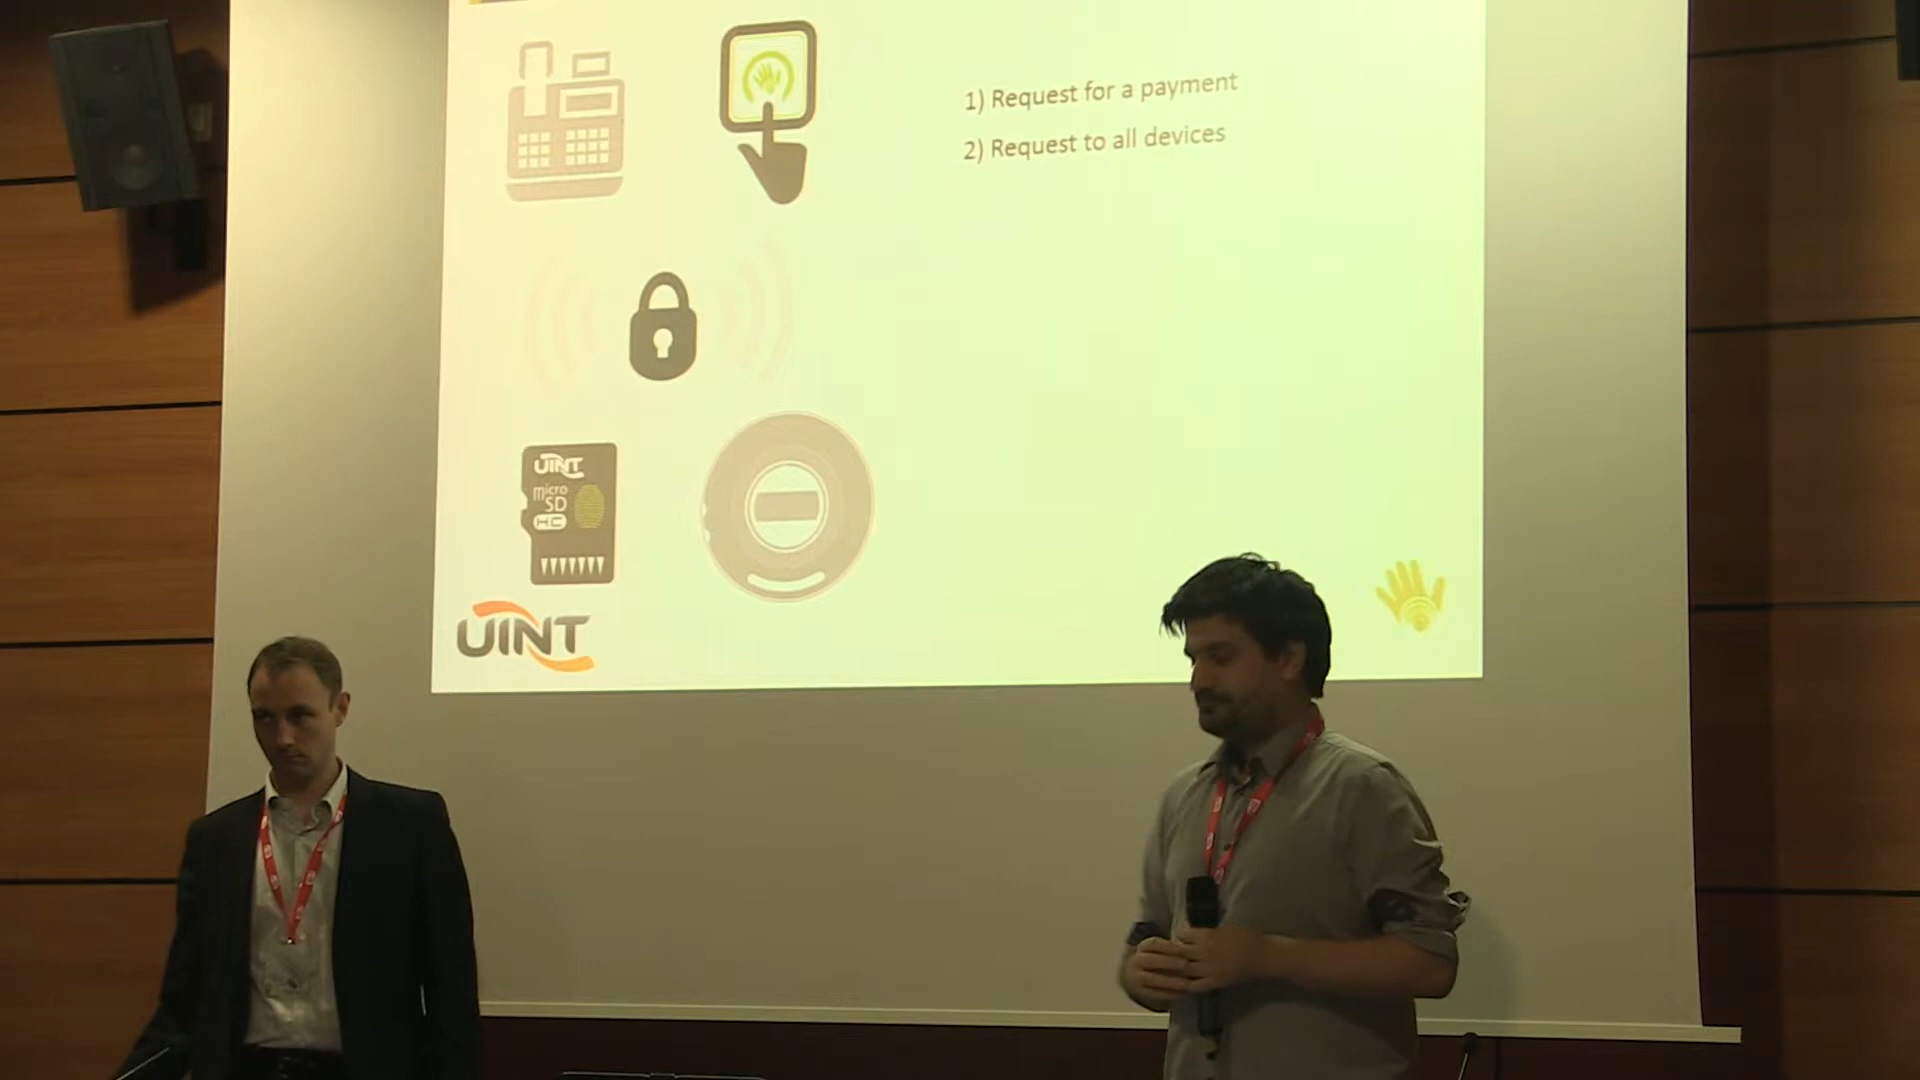 1) Request for a payment
2) Request to all devices
UINT
micro
SD
HC
UINT